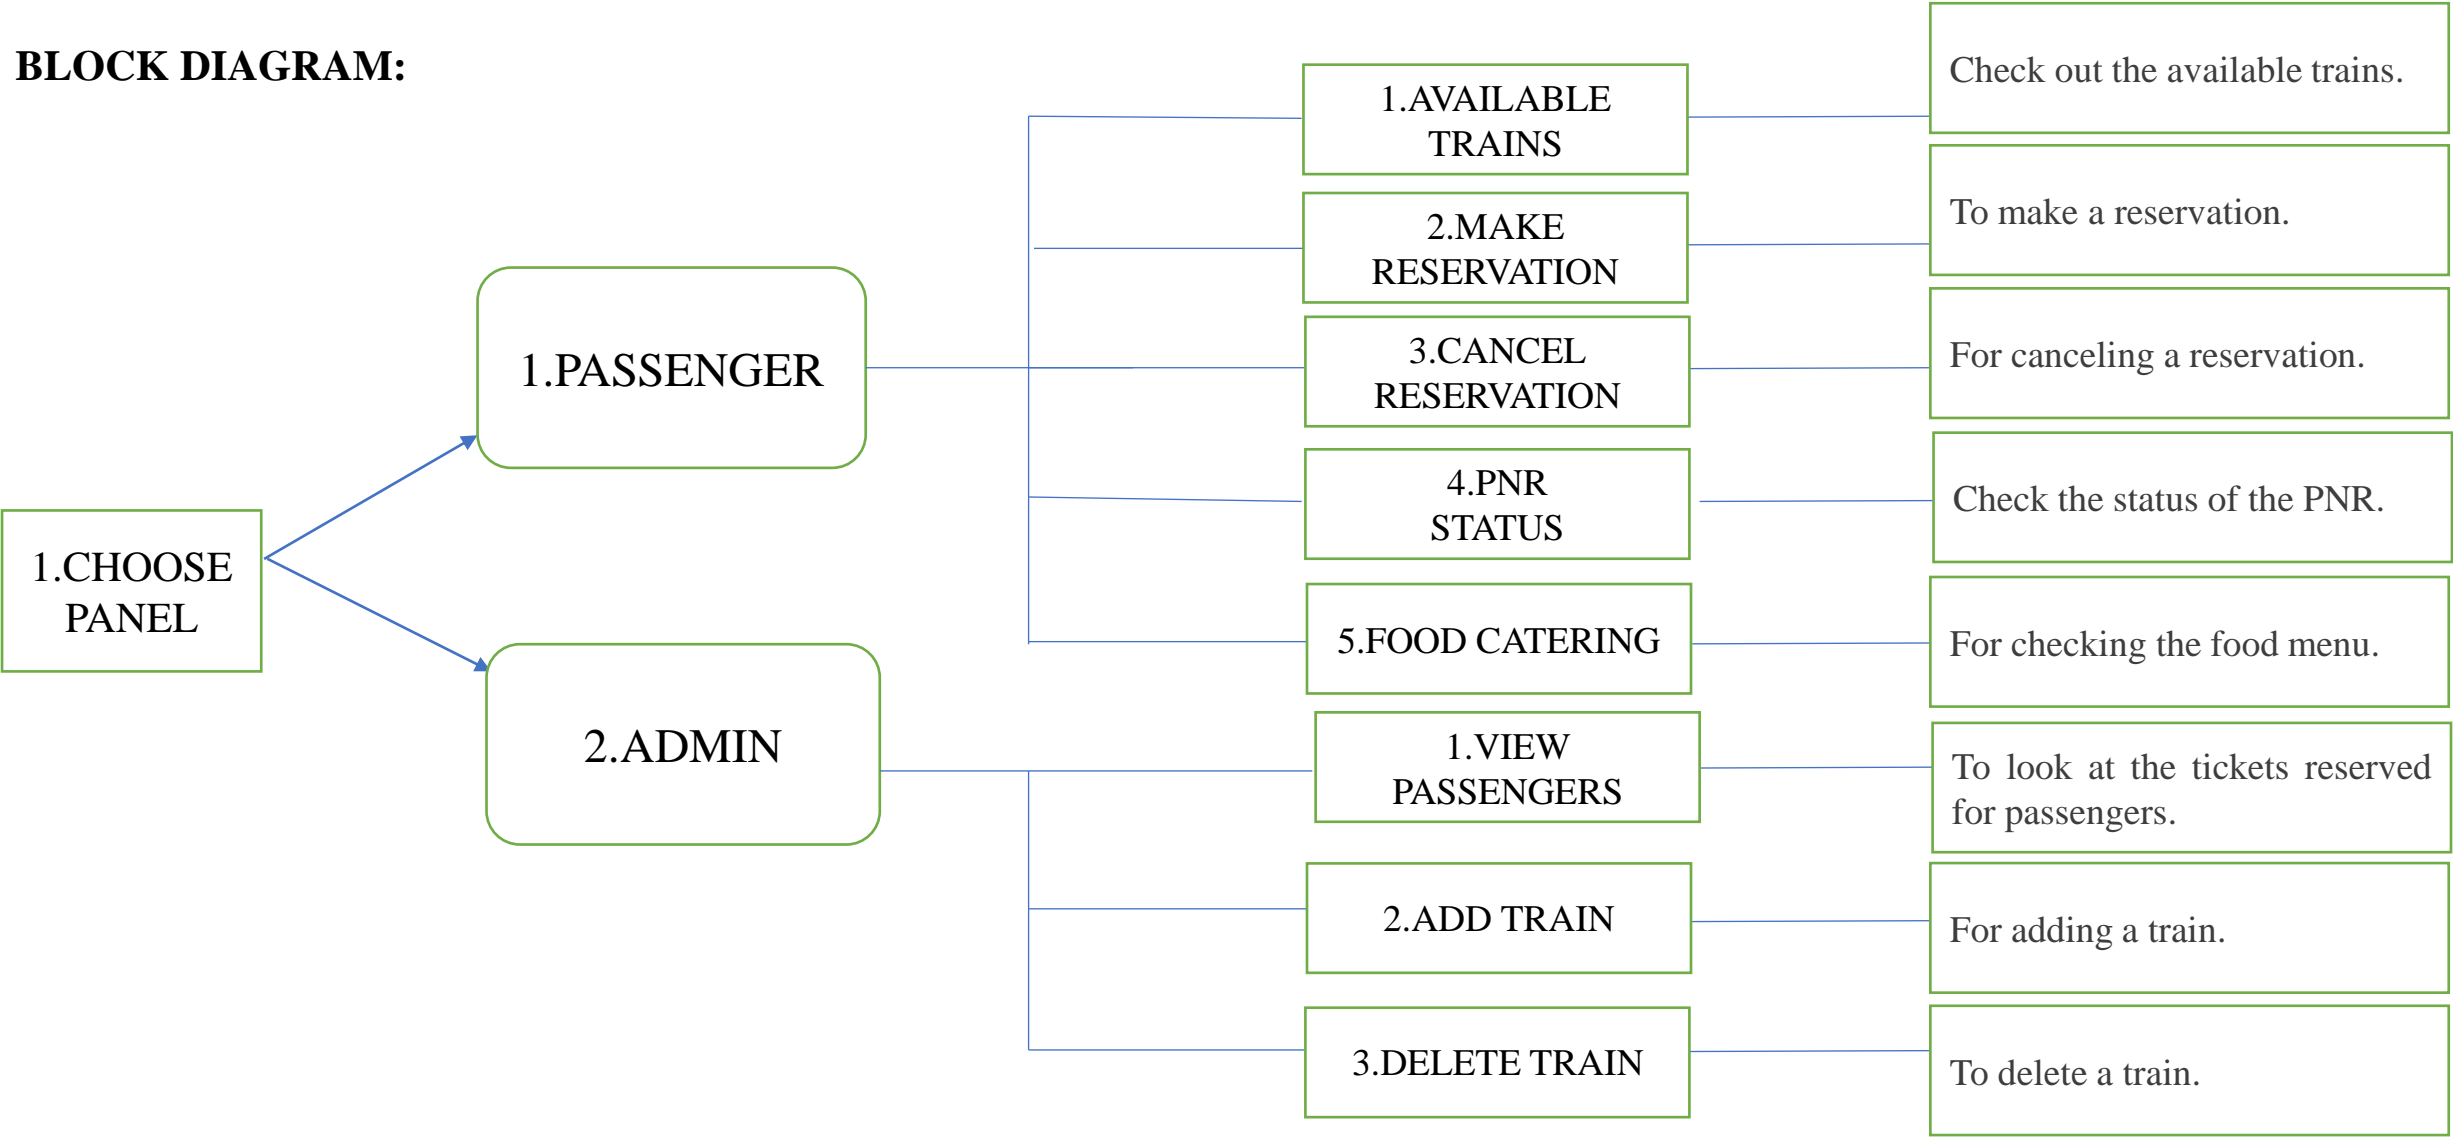 BLOCK DIAGRAM:
1.CHOOSE
PANEL
1.PASSENGER
1.AVAILABLE
TRAINS
Check out the available trains.
2.MAKE
RESERVATION
To make a reservation.
3.CANCEL
RESERVATION
For canceling a reservation.
4.PNR
STATUS
Check the status of the PNR.
5.FOOD CATERING
For checking the food menu.
2.ADMIN
1.VIEW
PASSENGERS
To look at the tickets reserved
for passengers.
2.ADD TRAIN
For adding a train.
3.DELETE TRAIN
To delete a train.